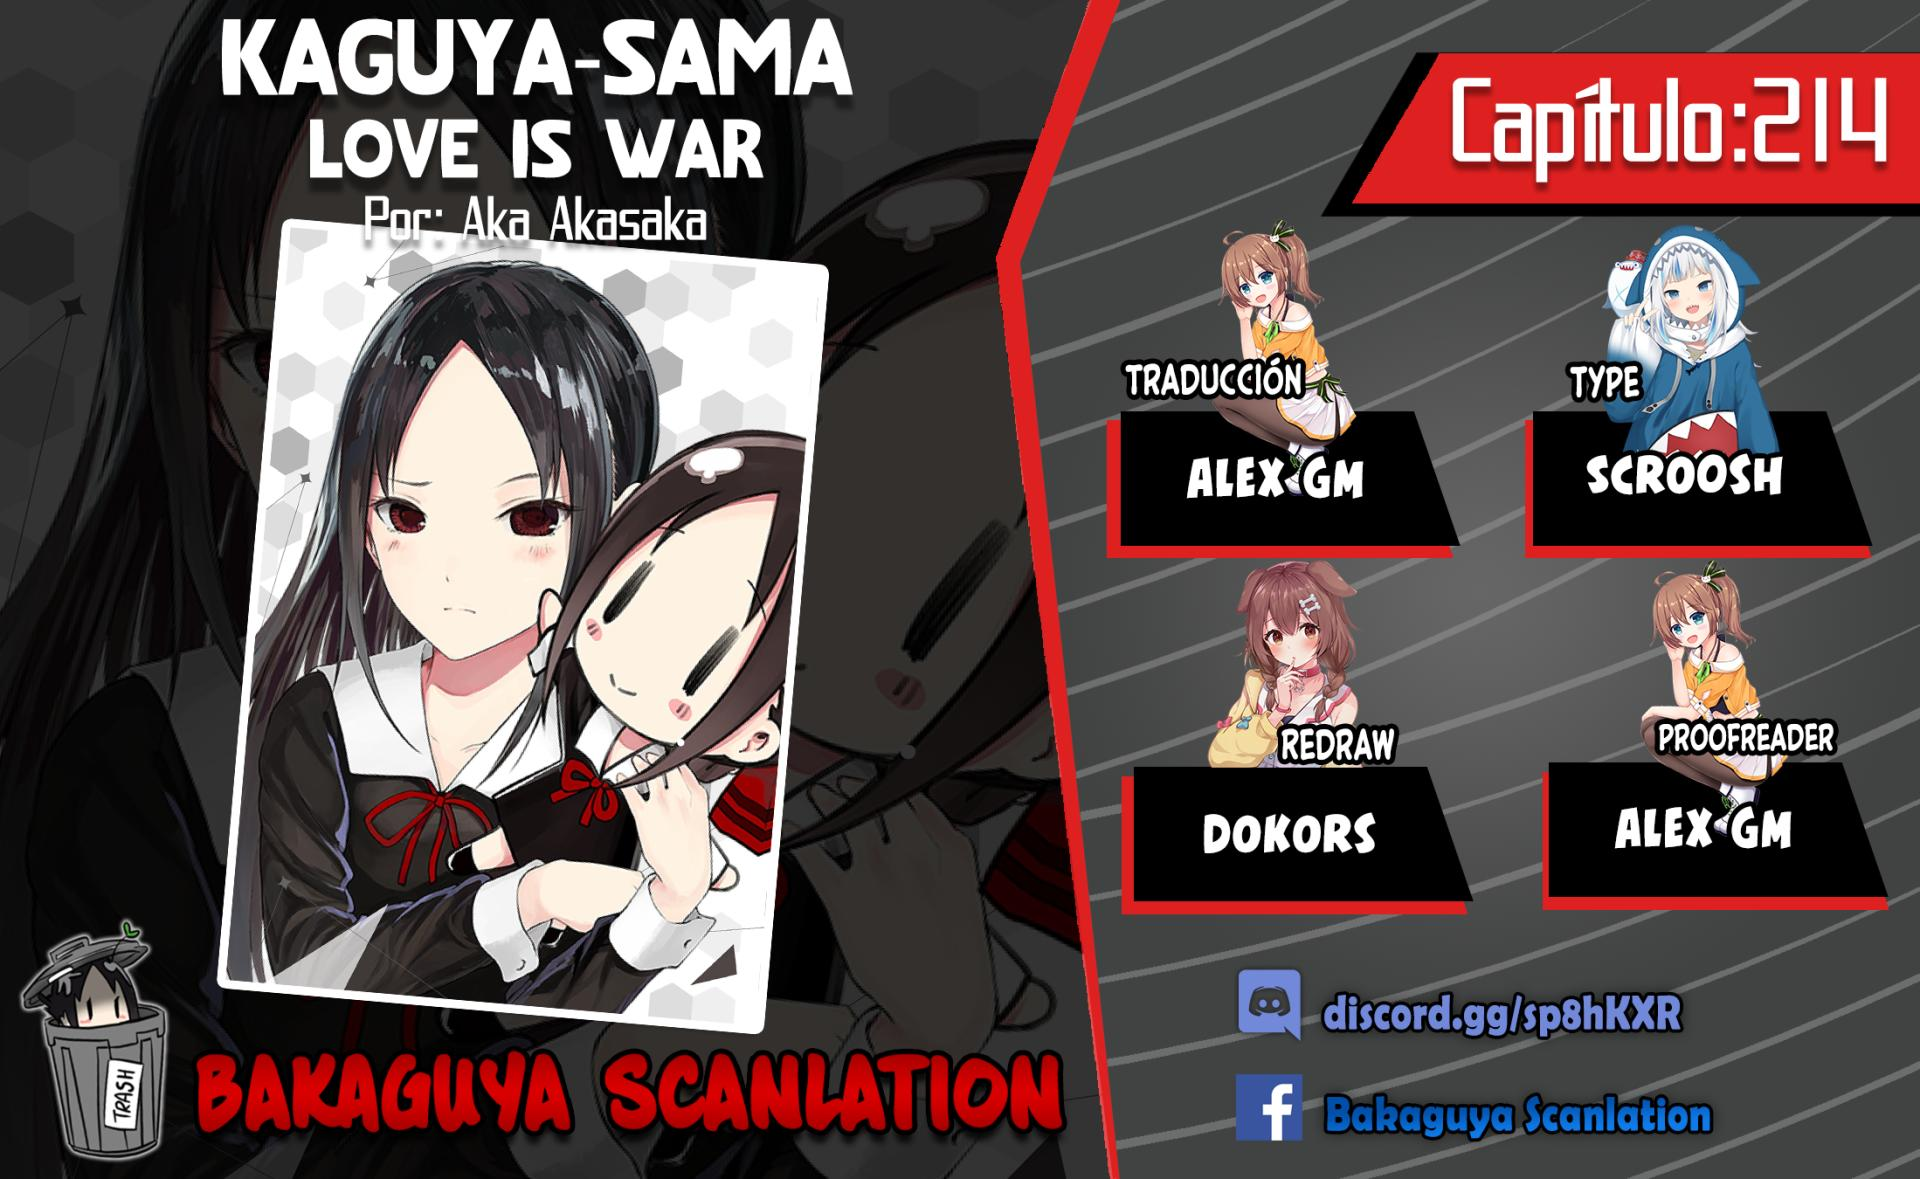 KAGUYA-SAMA
LOVE IS WAR
Por: Aka Akasaka
TRASH
BAKAGUYA SCANLATION
Capítulo:214
TRADUCCIÓN
ALEX GM
TYPE
SCROOSH
REDRAW
DOKORS
PROOFREADER
ALEX GM
discord.gg/sp8hKXR
Bakaguya Scanlation